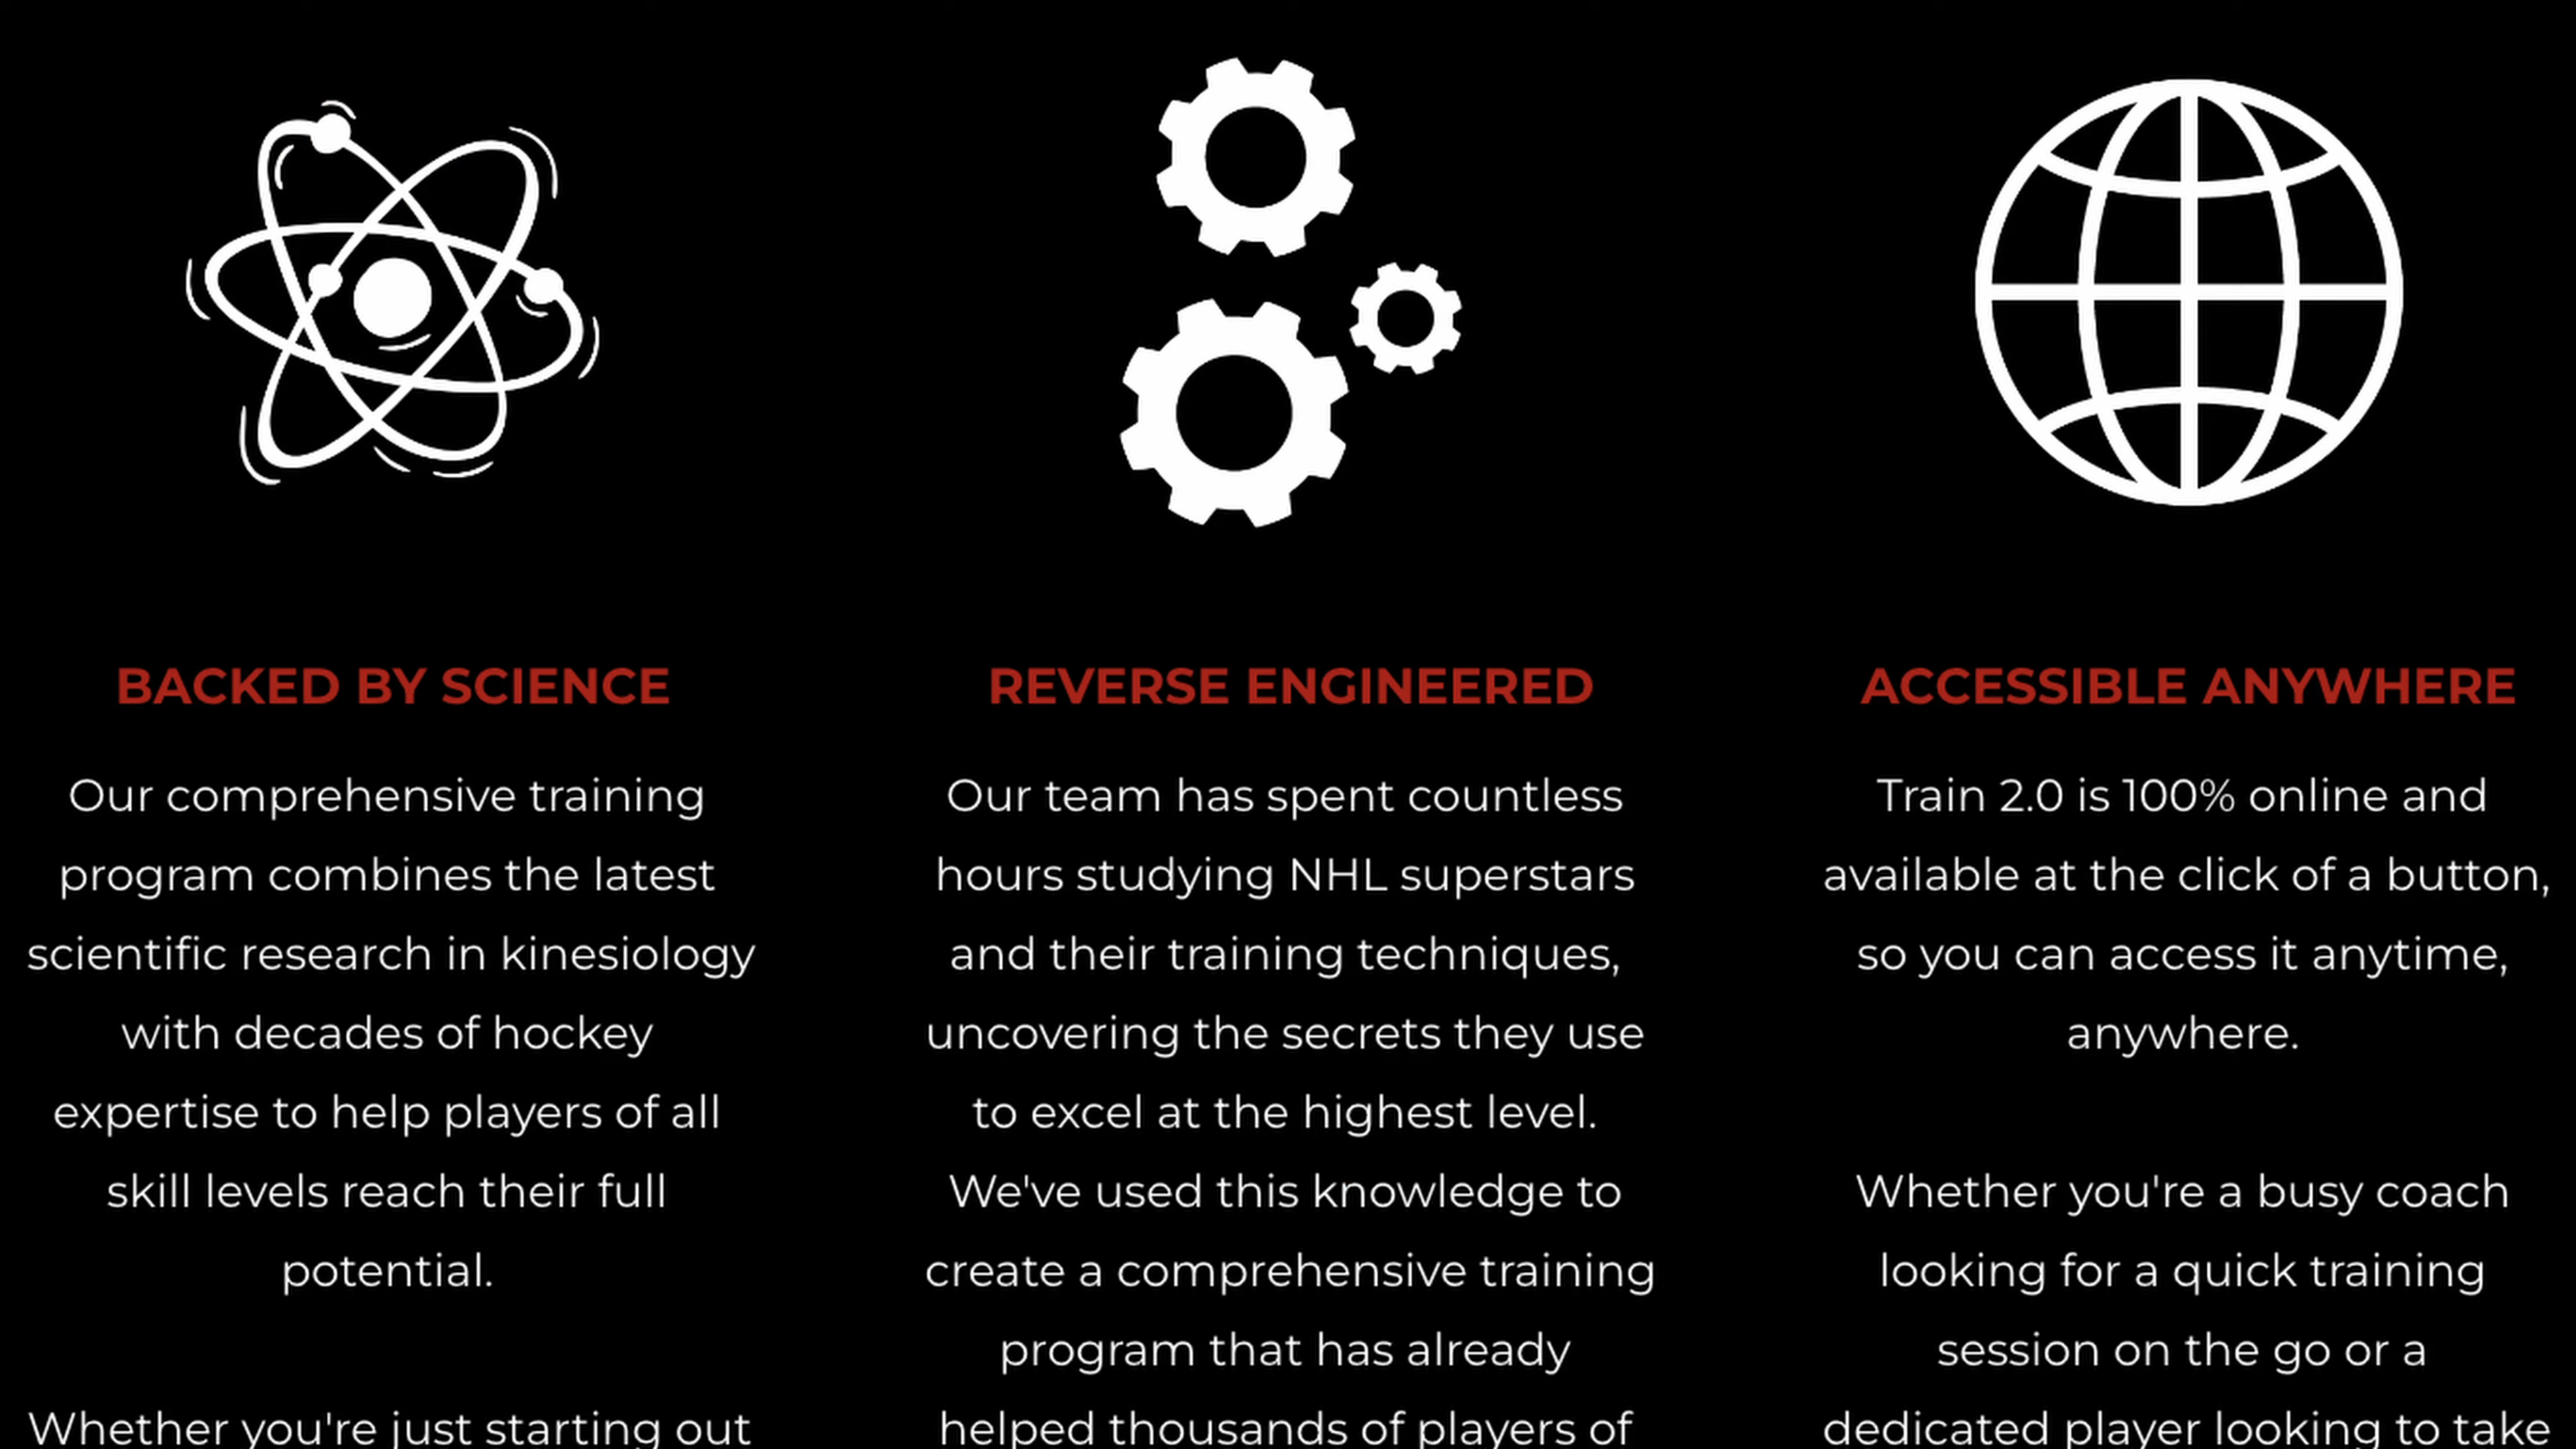 BACKED BY SCIENCE
Our comprehensive training
program combines the latest
scientific research in kinesiology
with decades of hockey
expertise to help players of all
skill levels reach their full
potential.
Whether you're just starting out
REVERSE ENGINEERED
Our team has spent countless
hours studying NHL superstars
and their training techniques,
uncovering the secrets they use
to excel at the highest level.
We've used this knowledge to
create a comprehensive training
program that has already
helped thousands of players of
ACCESSIBLE ANYWHERE
Train 2.0 is 100% online and
available at the click of a button,
so you can access it anytime,
anywhere.
Whether you're a busy coach
looking for a quick training
session on the go or a
dedicated player looking to take